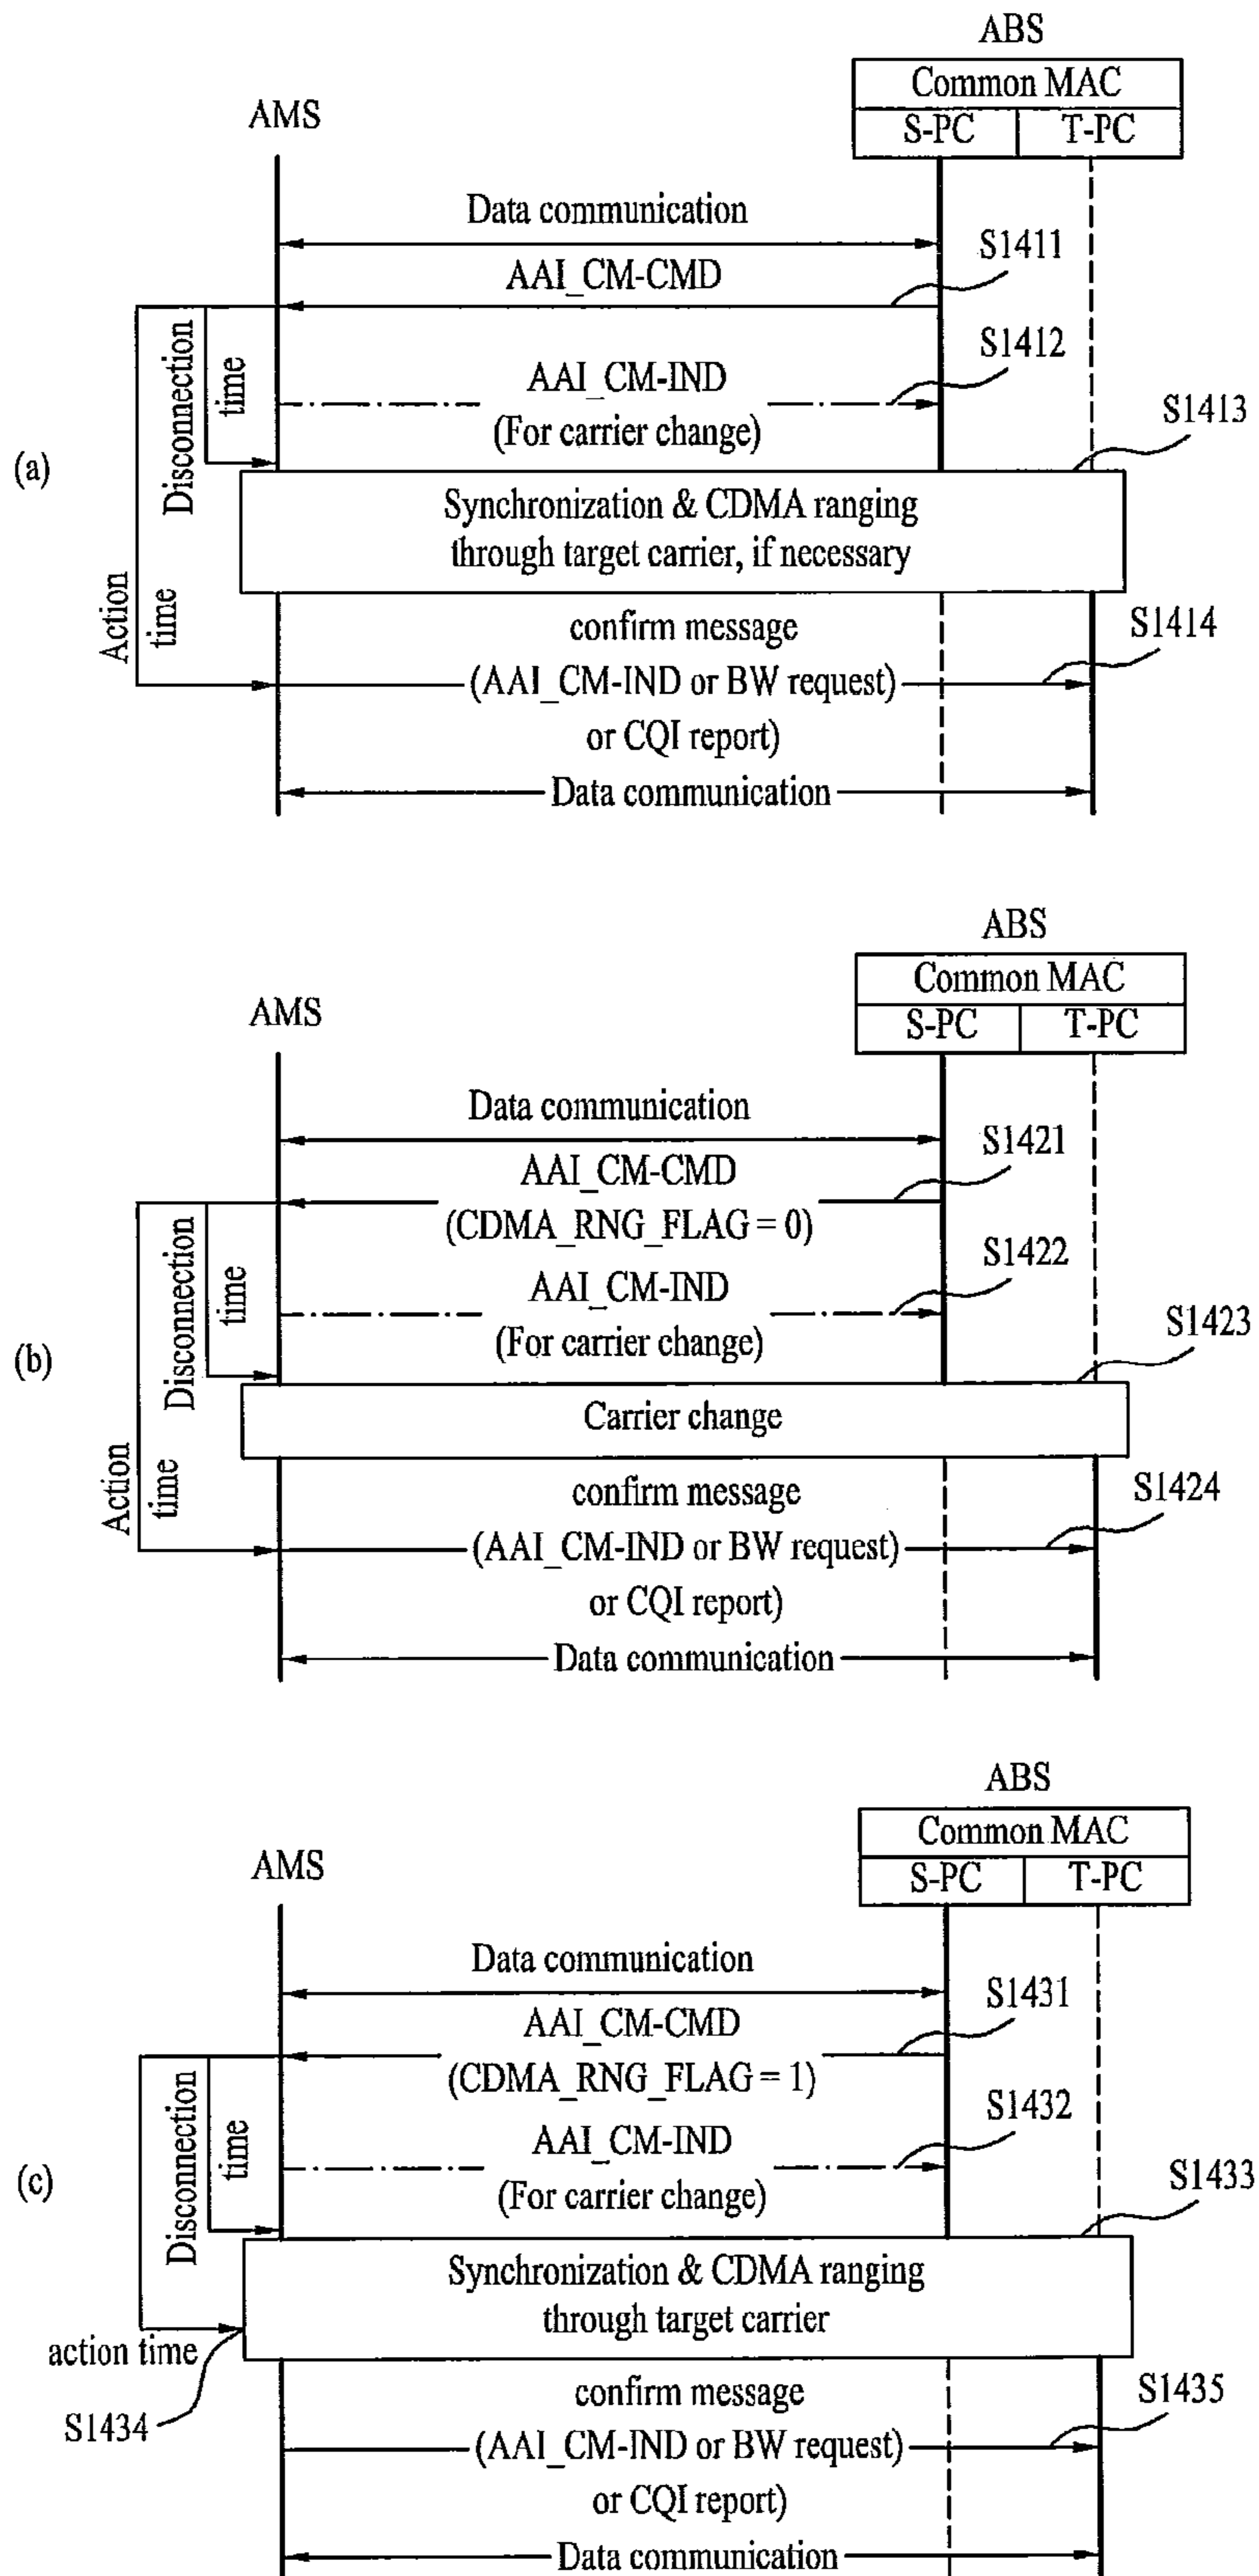 ABS
Common MAC
AMS
S-PC
T-PC
Data communication
S1411
AAI_CM-CMD
Disconnection
time
S1412
AAI_CM-IND
(For carrier change)
S1413
(a)
Synchronization & CDMA ranging
through target carrier, if necessary
Action
time
confirm message
S1414
(AAI_CM-IND or BW request)
or CQI report)
Data communication
ABS
Common MAC
AMS
S-PC
T-PC
Data communication
S1421
AAI_CM-CMD
(CDMA_RNG_FLAG = 0)
Disconnection
time
S1422
AAI_CM-IND
(For carrier change)
S1423
(b)
Carrier change
Action
time
confirm message
S1424
(AAI_CM-IND or BW request)
or CQI report)
Data communication
ABS
Common MAC
AMS
S-PC
T-PC
Data communication
S1431
AAI_CM-CMD
(CDMA_RNG_FLAG = 1)
Disconnection
time
S1432
AAI_CM-IND
(For carrier change)
S1433
(c)
Synchronization & CDMA ranging
through target carrier
action time
S1434
confirm message
S1435
(AAI_CM-IND or BW request)
or CQI report)
Data communication